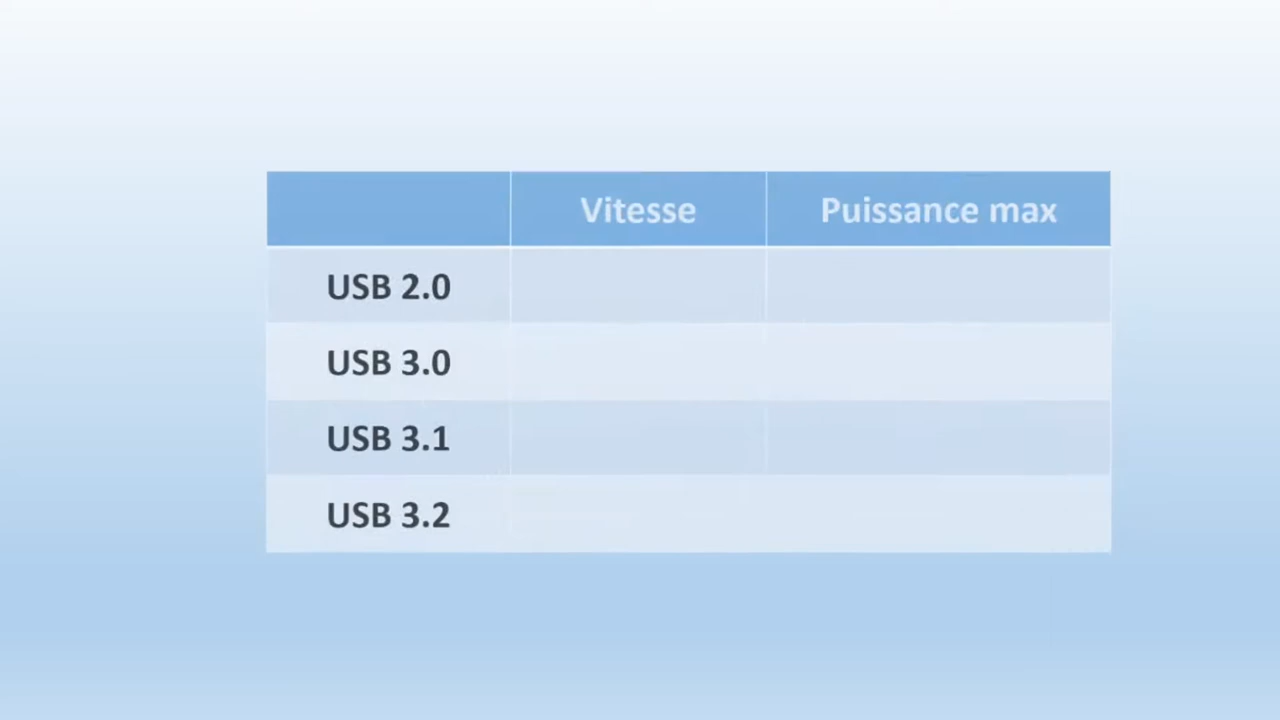 Vitesse Puissance max
USB 2.0
USB 3.0
USB 3.1
USB 3.2